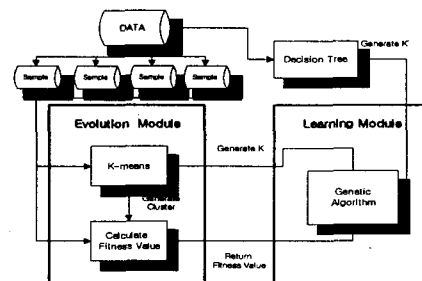 DATA
Generate K
Decision Tree
Sample Sample Sample Sample
Evolution Module
Learning Module
Generate K
K-means
Generate
Cluster
Genetic
Algorithm
Calculate
Fitness Value
Return
Fitness Value